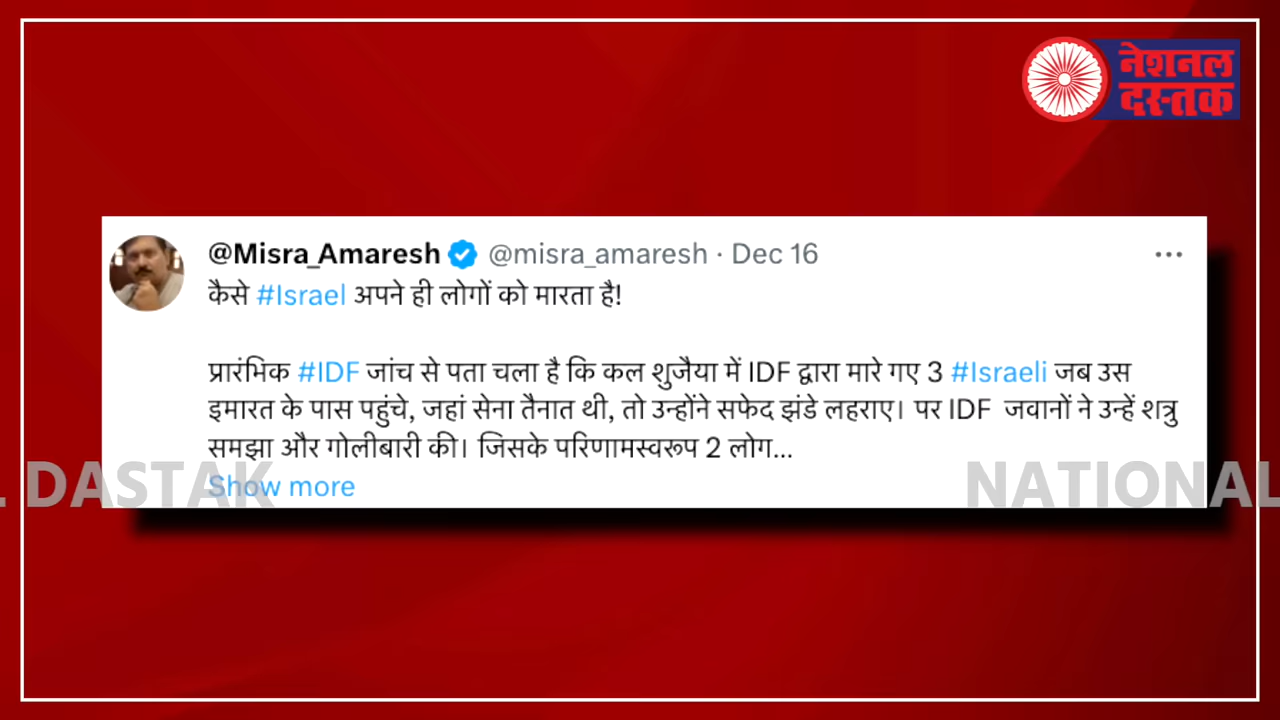 नेशनल
दस्तक
@Misra_Amaresh @misra_amaresh · Dec 16
कैसे #Israel अपने ही लोगों को मारता है!
प्रारंभिक #IDF जांच से पता चला है कि कल शुजैया में IDF द्वारा मारे गए 3 #Israeli जब उस
इमारत के पास पहुंचे, जहां सेना तैनात थी, तो उन्होंने सफेद झंडे लहराए। पर IDF जवानों ने उन्हें शत्रु
समझा और गोलीबारी की। जिसके परिणामस्वरूप 2 लोग...
Show more
L DASTAK NATIONAL